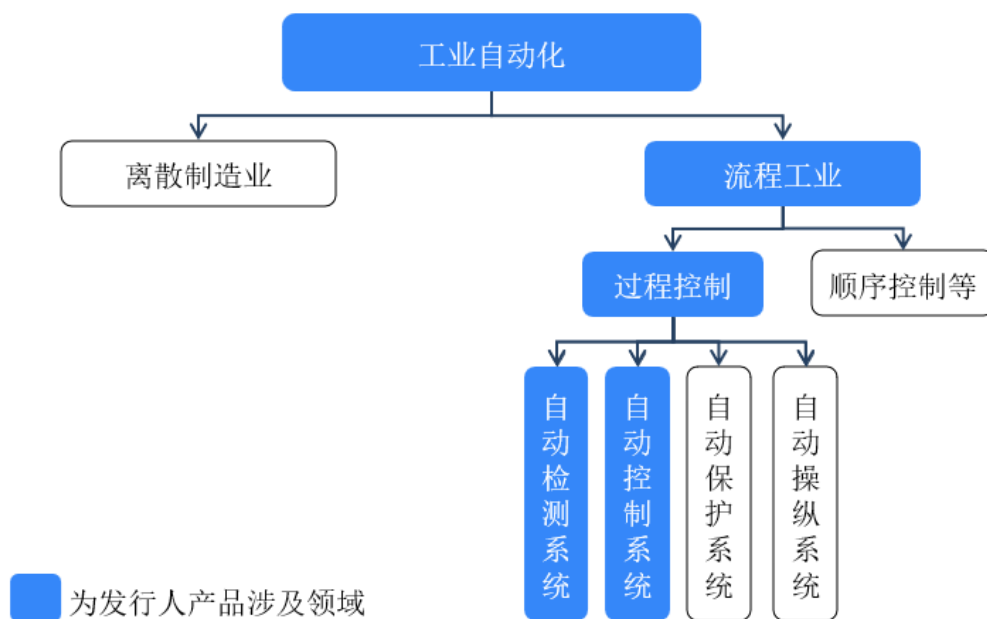 工业自动化
离散制造业
流程工业
过程控制
顺序控制等
自动检测系统
自动控制系统
自动保护系统
自动操纵系统
为发行人产品涉及领域